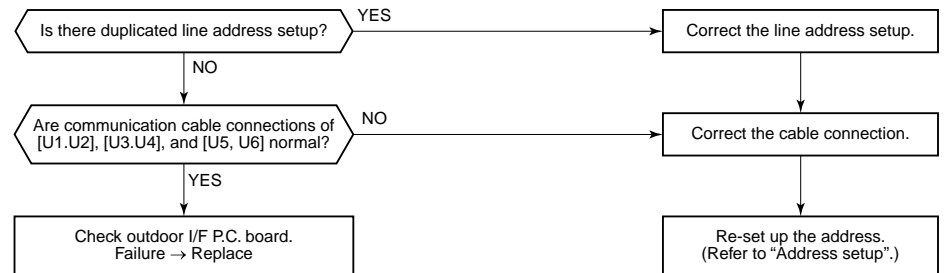 Is there duplicated line address setup?
YES
Correct the line address setup.
NO
Are communication cable connections of
[U1.U2], [U3.U4], and [U5, U6] normal?
NO
Correct the cable connection.
YES
Check outdoor I/F P.C. board.
Failure → Replace
Re-set up the address.
(Refer to “Address setup”.)